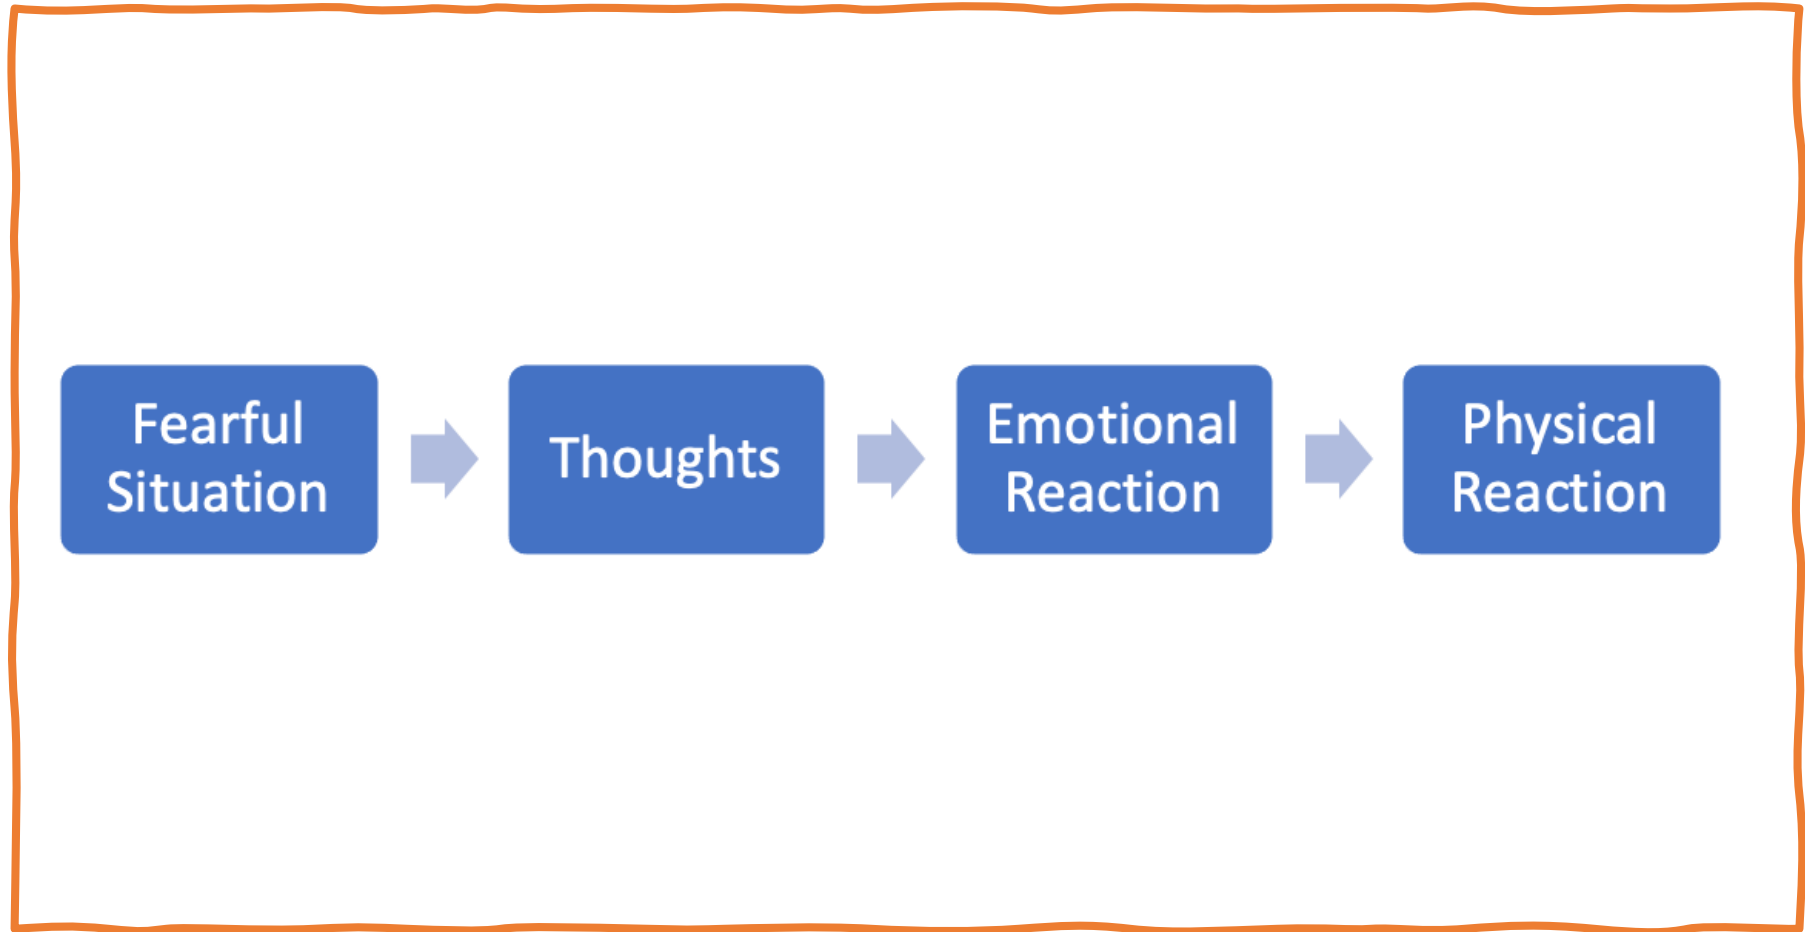 Fearful
Situation
Thoughts
Emotional
Reaction
Physical
Reaction